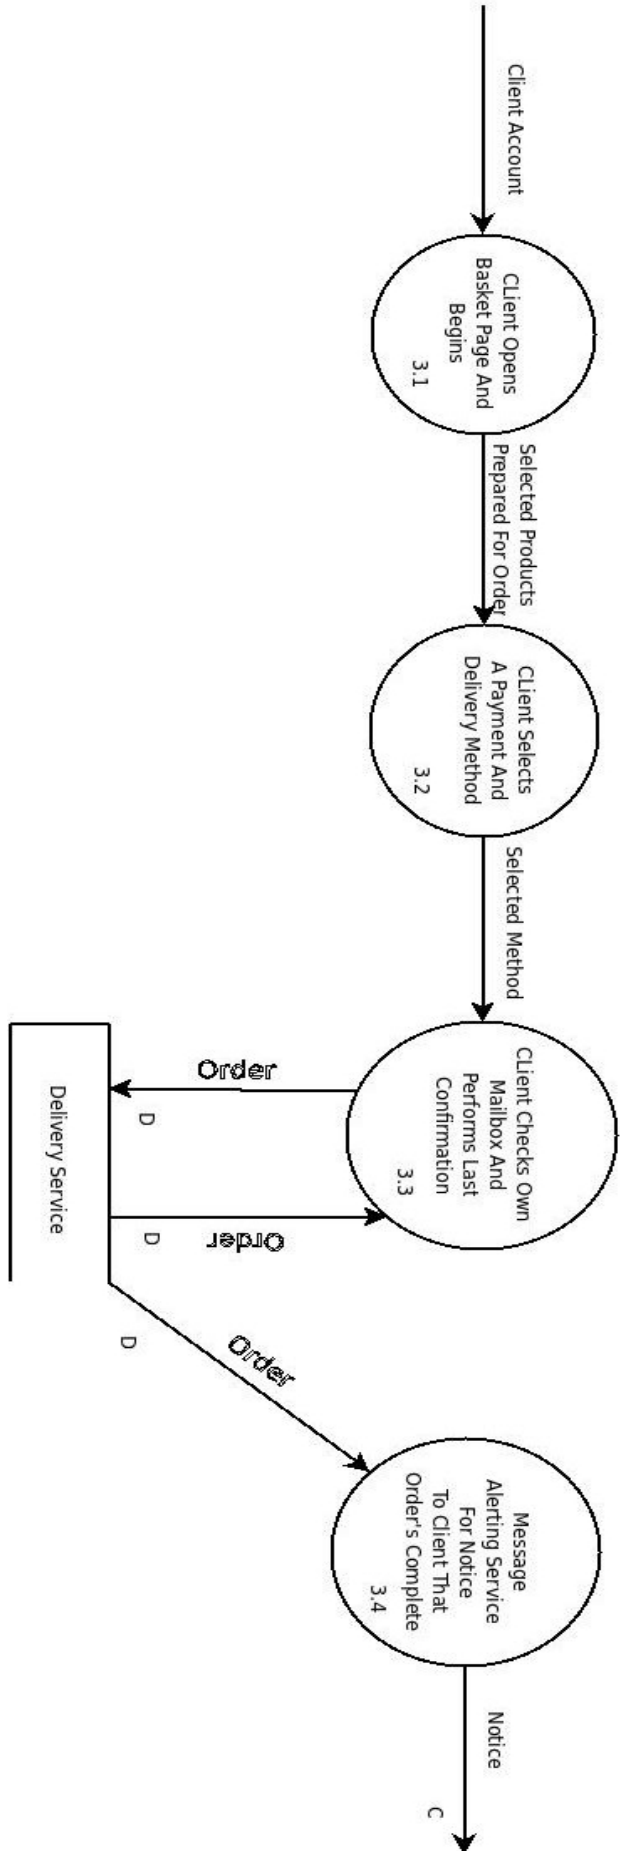 Client Account
CLient Opens
Basket Page And
Begins
3.1
Selected Products
Prepared For Order
CLient Selects
A Payment And
Delivery Method
3.2
Selected Method
CLient Checks Own
Mailbox And
Performs Last
Confirmation
3.3
Order
D
Order
D
Delivery Service
Order
D
Message
Alerting Service
For Notice
To Client That
Order's Complete
3.4
Notice
C